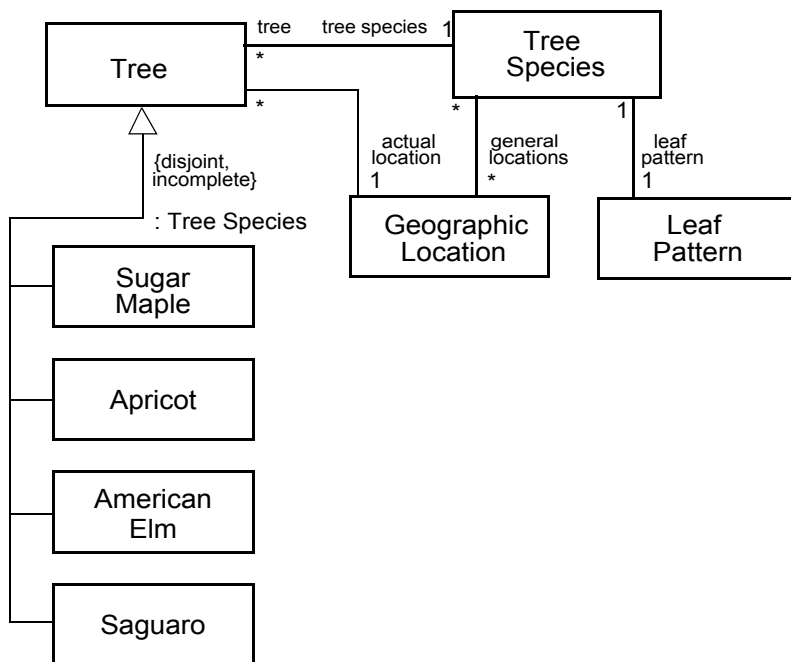 tree tree species 1
Tree
*
Tree
Species
*
* 1
{disjoint,
incomplete}
actual
location
1
general
locations
*
leaf
pattern
1
: Tree Species
Geographic
Location
Leaf
Pattern
Sugar
Maple
Apricot
American
Elm
Saguaro